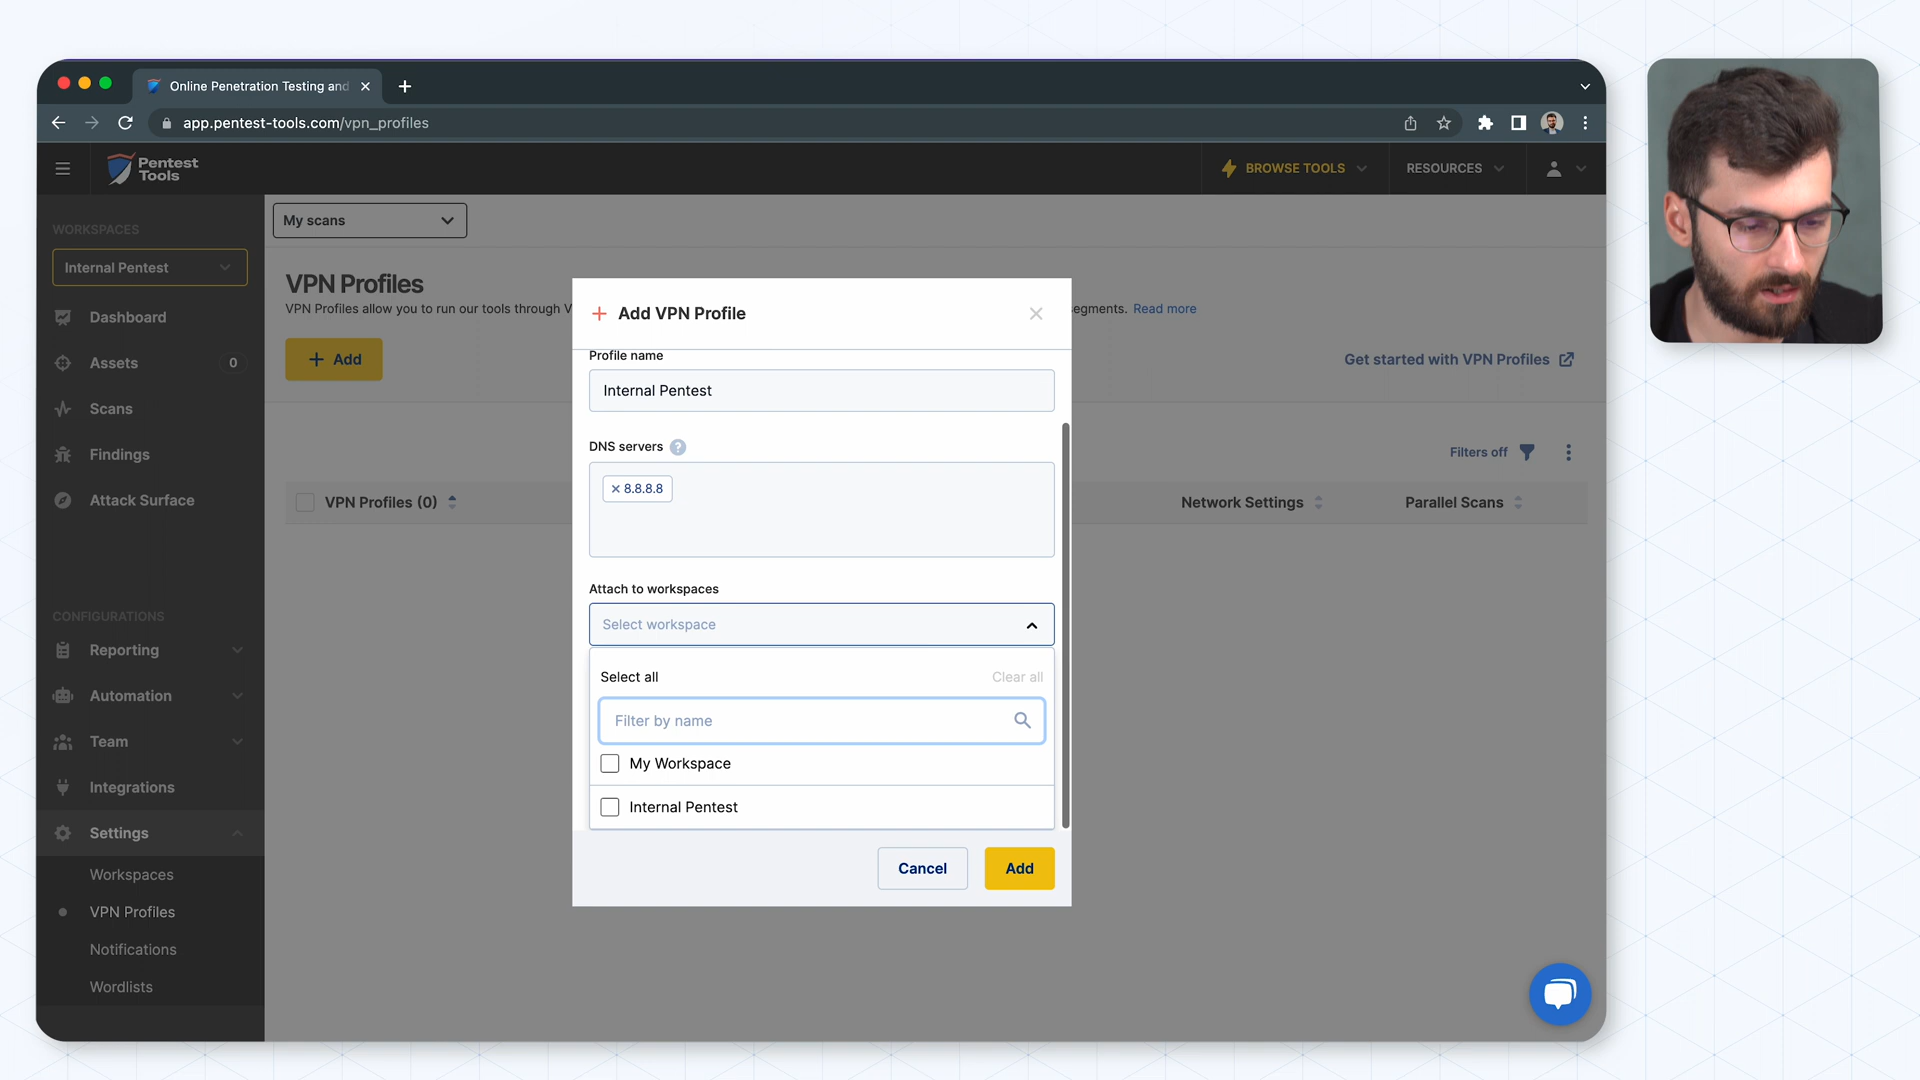 Online Penetration Testing and
app.pentest-tools.com/vpn_profiles
Pentest
Tools
BROWSE TOOLS
RESOURCES
WORKSPACES
Internal Pentest
Dashboard
Assets 0
Scans
Findings
Attack Surface
CONFIGURATIONS
Reporting
Automation
Team
Integrations
Settings
Workspaces
VPN Profiles
Notifications
Wordlists
My scans
VPN Profiles
VPN Profiles allow you to run our tools through V
egments. Read more
+ Add
Get started with VPN Profiles
Filters off
VPN Profiles (0)
Network Settings
Parallel Scans
+ Add VPN Profile
Profile name
Internal Pentest
DNS servers ?
× 8.8.8.8
Attach to workspaces
Select workspace
Select all Clear all
Filter by name
My Workspace
Internal Pentest
Cancel Add